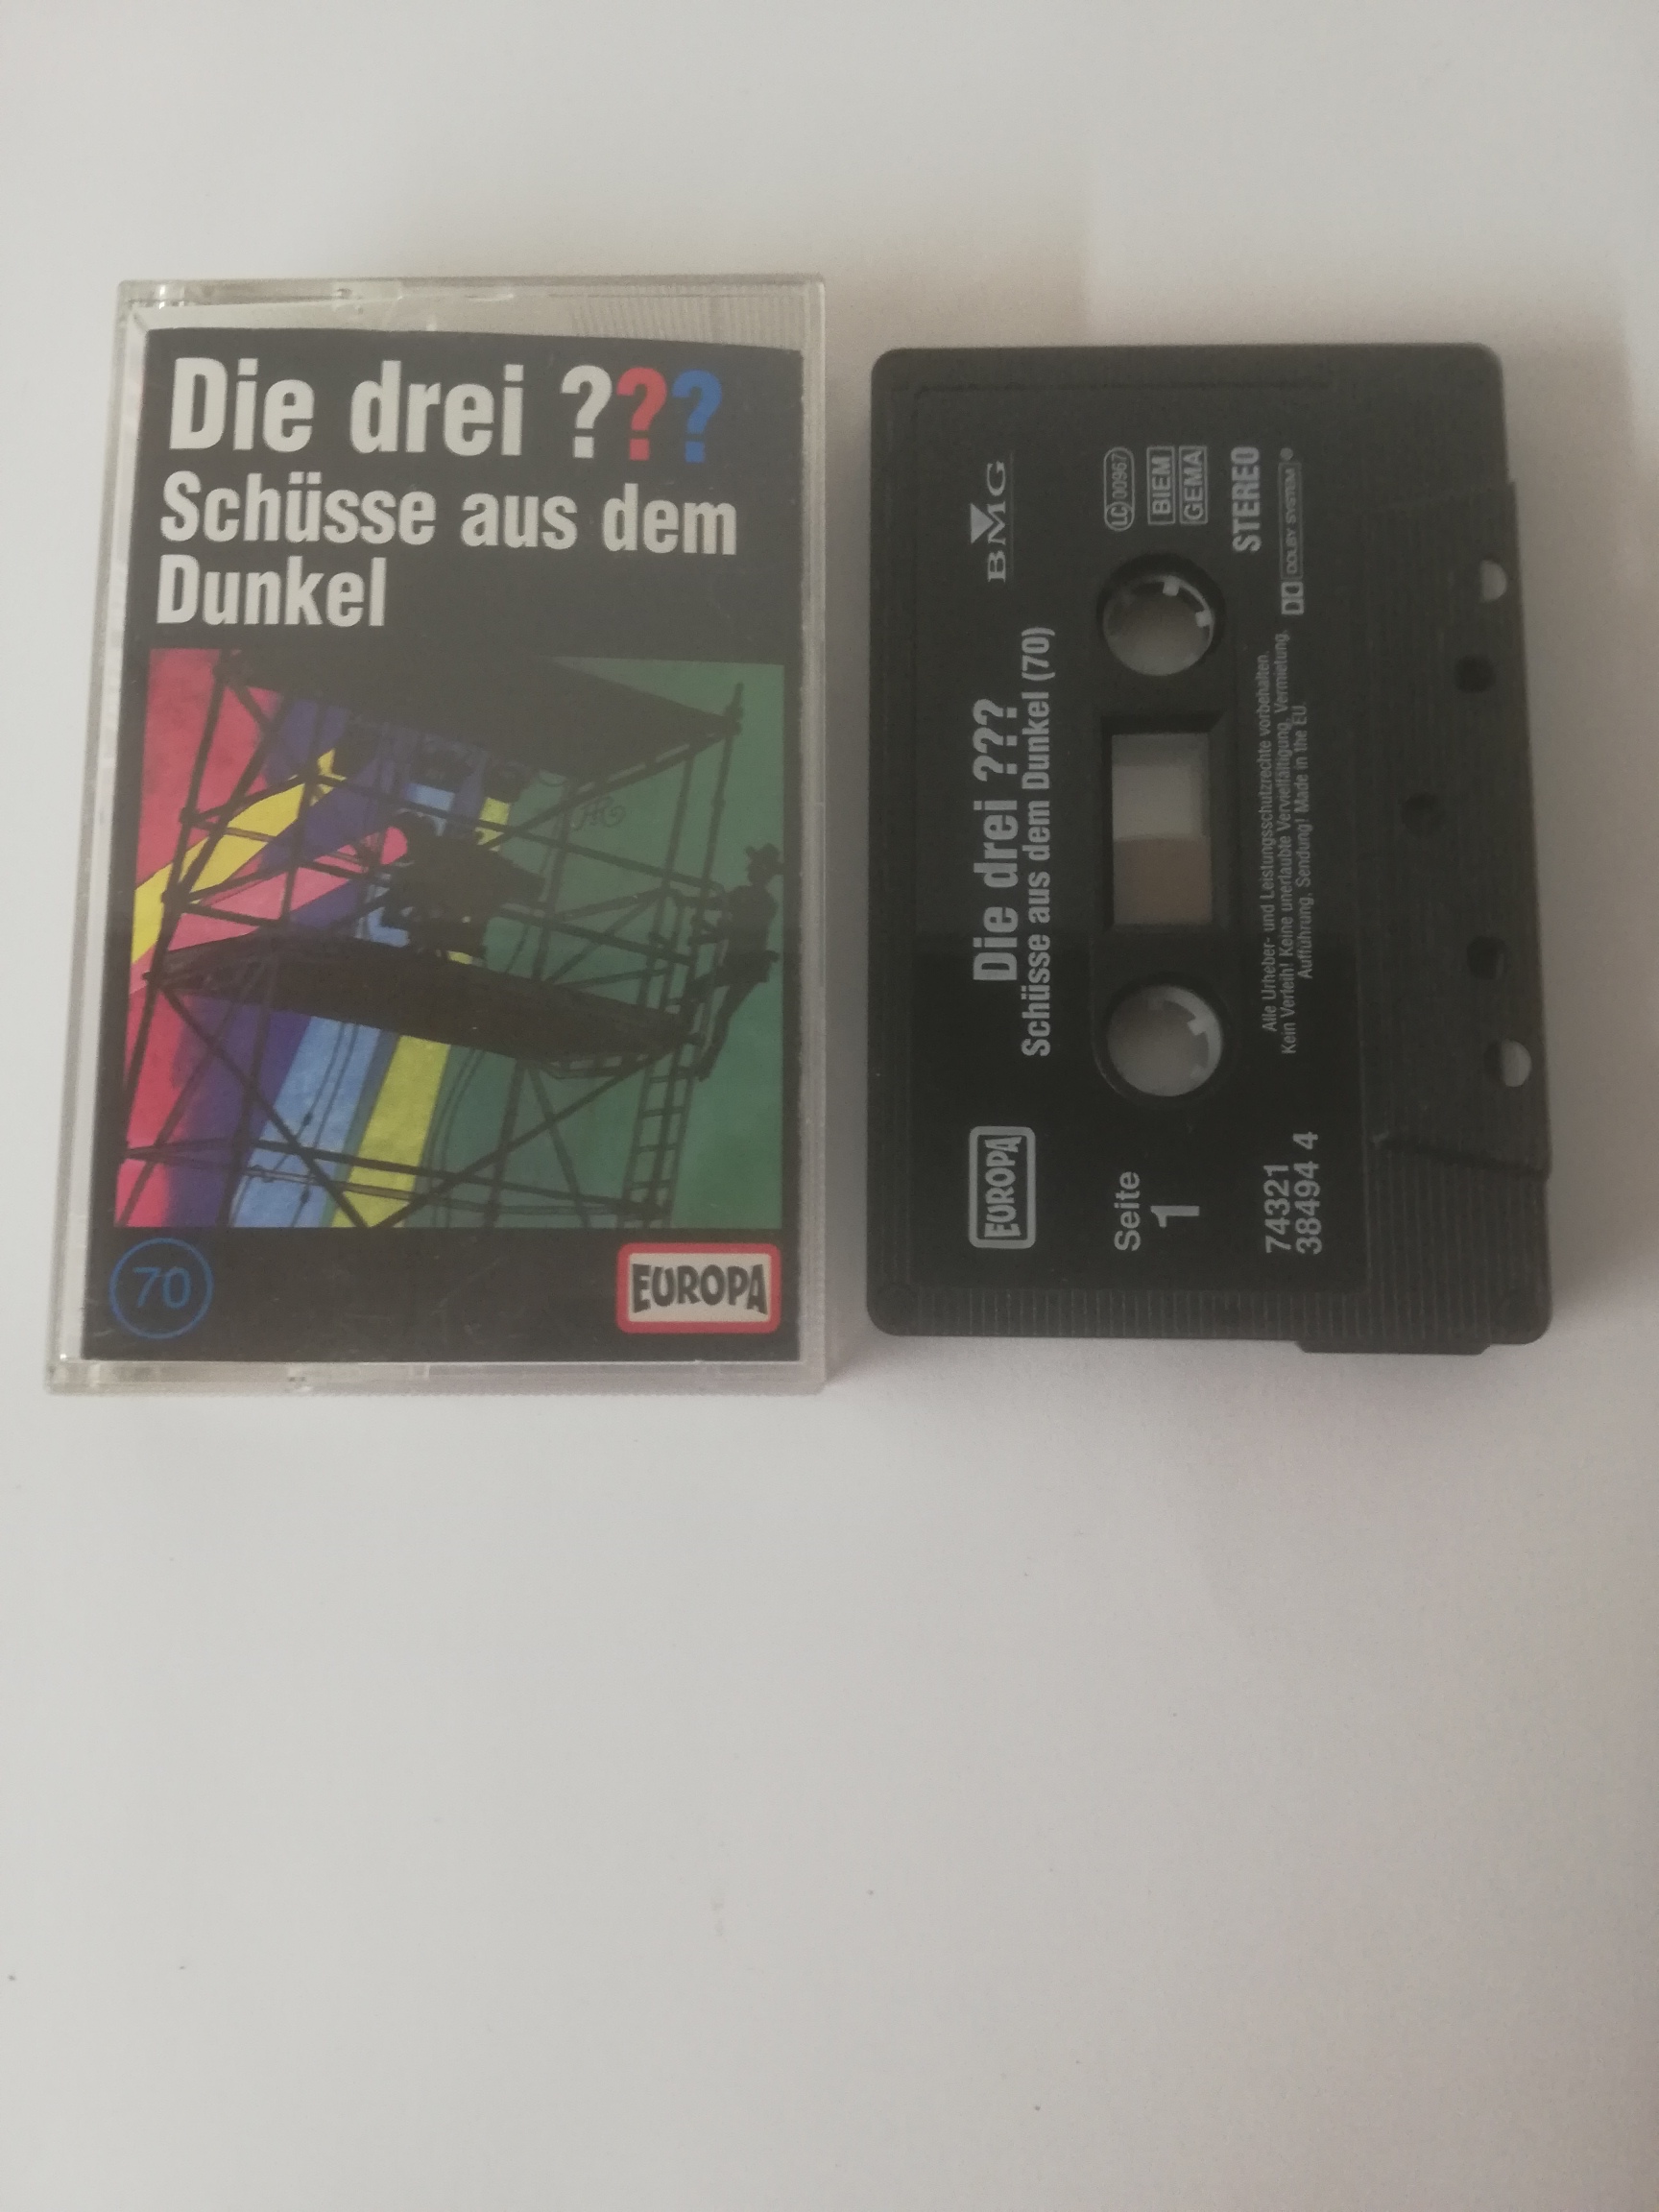 Die drei ???
Schüsse aus dem
Dunkel
70
EUROPA
EUROPA
Die drei ???
Schüsse aus dem Dunkel (70)
BMG
Seite
1
LC 00967
BIEM
GEMA
STEREO
DOLBY SYSTEM
74321
38494 4
Alle Urheber- und Leistungsschutzrechte vorbehalten.
Kein Verleih! Keine unerlaubte Vervielfältigung, Vermietung,
Aufführung, Sendung! Made in the EU.